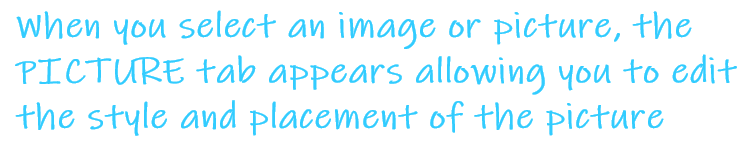 When you select an image or picture, the
PICTURE tab appears allowing you to edit
the style and placement of the picture